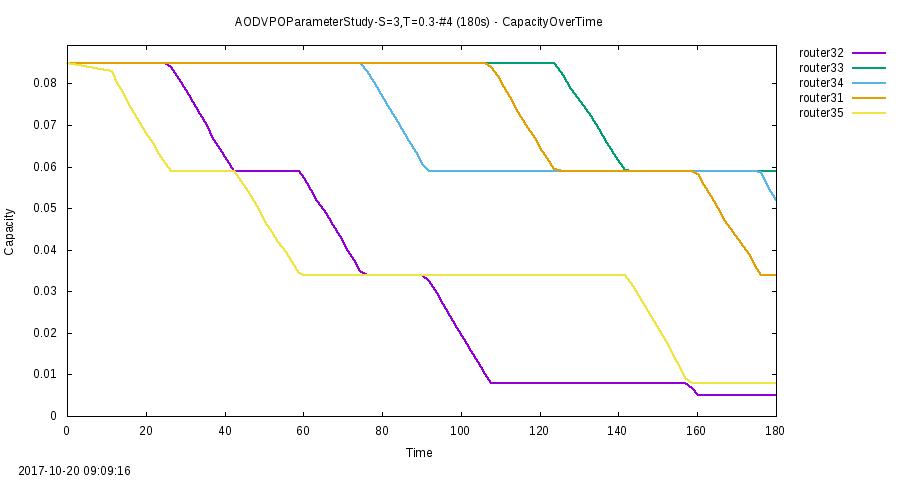 AODVPOParameterStudy-S=3,T=0.3-#4 (180s) - CapacityOverTime
router32
router33
router34
router31
router35
0.08
0.07
0.06
0.05
0.04
0.03
0.02
0.01
0
Capacity
0 20 40 60 80 100 120 140 160 180
Time
2017-10-20 09:09:16